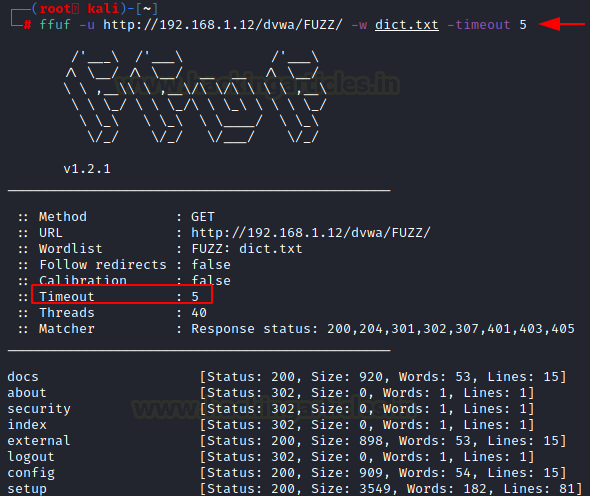 (root kali)-[~]
# ffuf -u http://192.168.1.12/dvwa/FUZZ/ -w dict.txt -timeout 5
www.hackingarticles.in
v1.2.1
:: Method : GET
:: URL : http://192.168.1.12/dvwa/FUZZ/
:: Wordlist : FUZZ: dict.txt
:: Follow redirects : false
:: Calibration : false
:: Timeout : 5
:: Threads : 40
:: Matcher : Response status: 200,204,301,302,307,401,403,405
docs [Status: 200, Size: 920, Words: 53, Lines: 15]
about [Status: 302, Size: 0, Words: 1, Lines: 1]
security [Status: 302, Size: 0, Words: 1, Lines: 1]
www.hackingarticles.in
index [Status: 302, Size: 0, Words: 1, Lines: 1]
external [Status: 200, Size: 898, Words: 53, Lines: 15]
logout [Status: 302, Size: 0, Words: 1, Lines: 1]
config [Status: 200, Size: 909, Words: 54, Lines: 15]
setup [Status: 200, Size: 3549, Words: 182, Lines: 81]